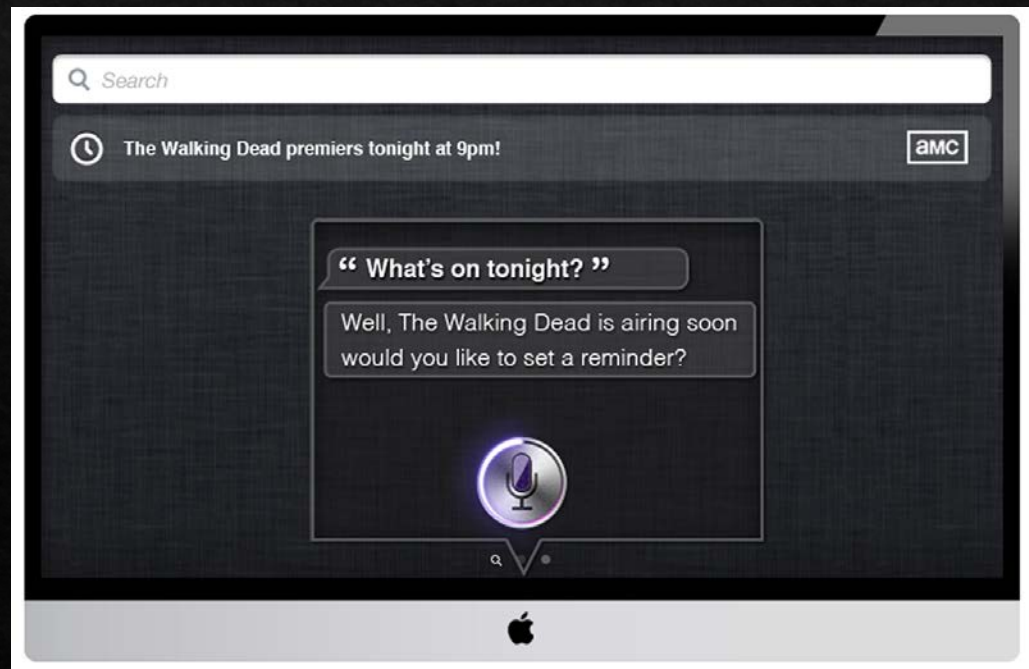 Search
The Walking Dead premiers tonight at 9pm!
aMC
“ What’s on tonight? ”
Well, The Walking Dead is airing soon
would you like to set a reminder?